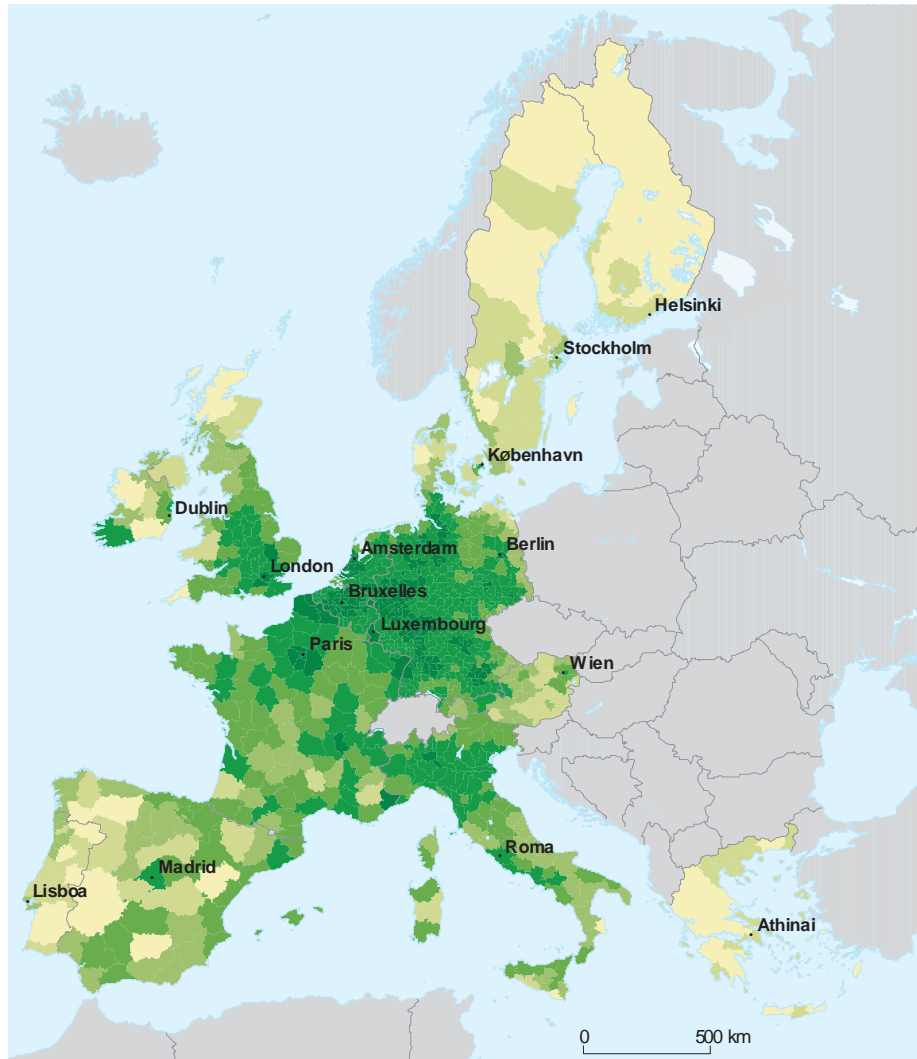 Helsinki
Stockholm
København
Dublin
Amsterdam
Berlin
London
Bruxelles
Luxembourg
Paris
Wien
Roma
Madrid
Lisboa
Athinai
0 500 km